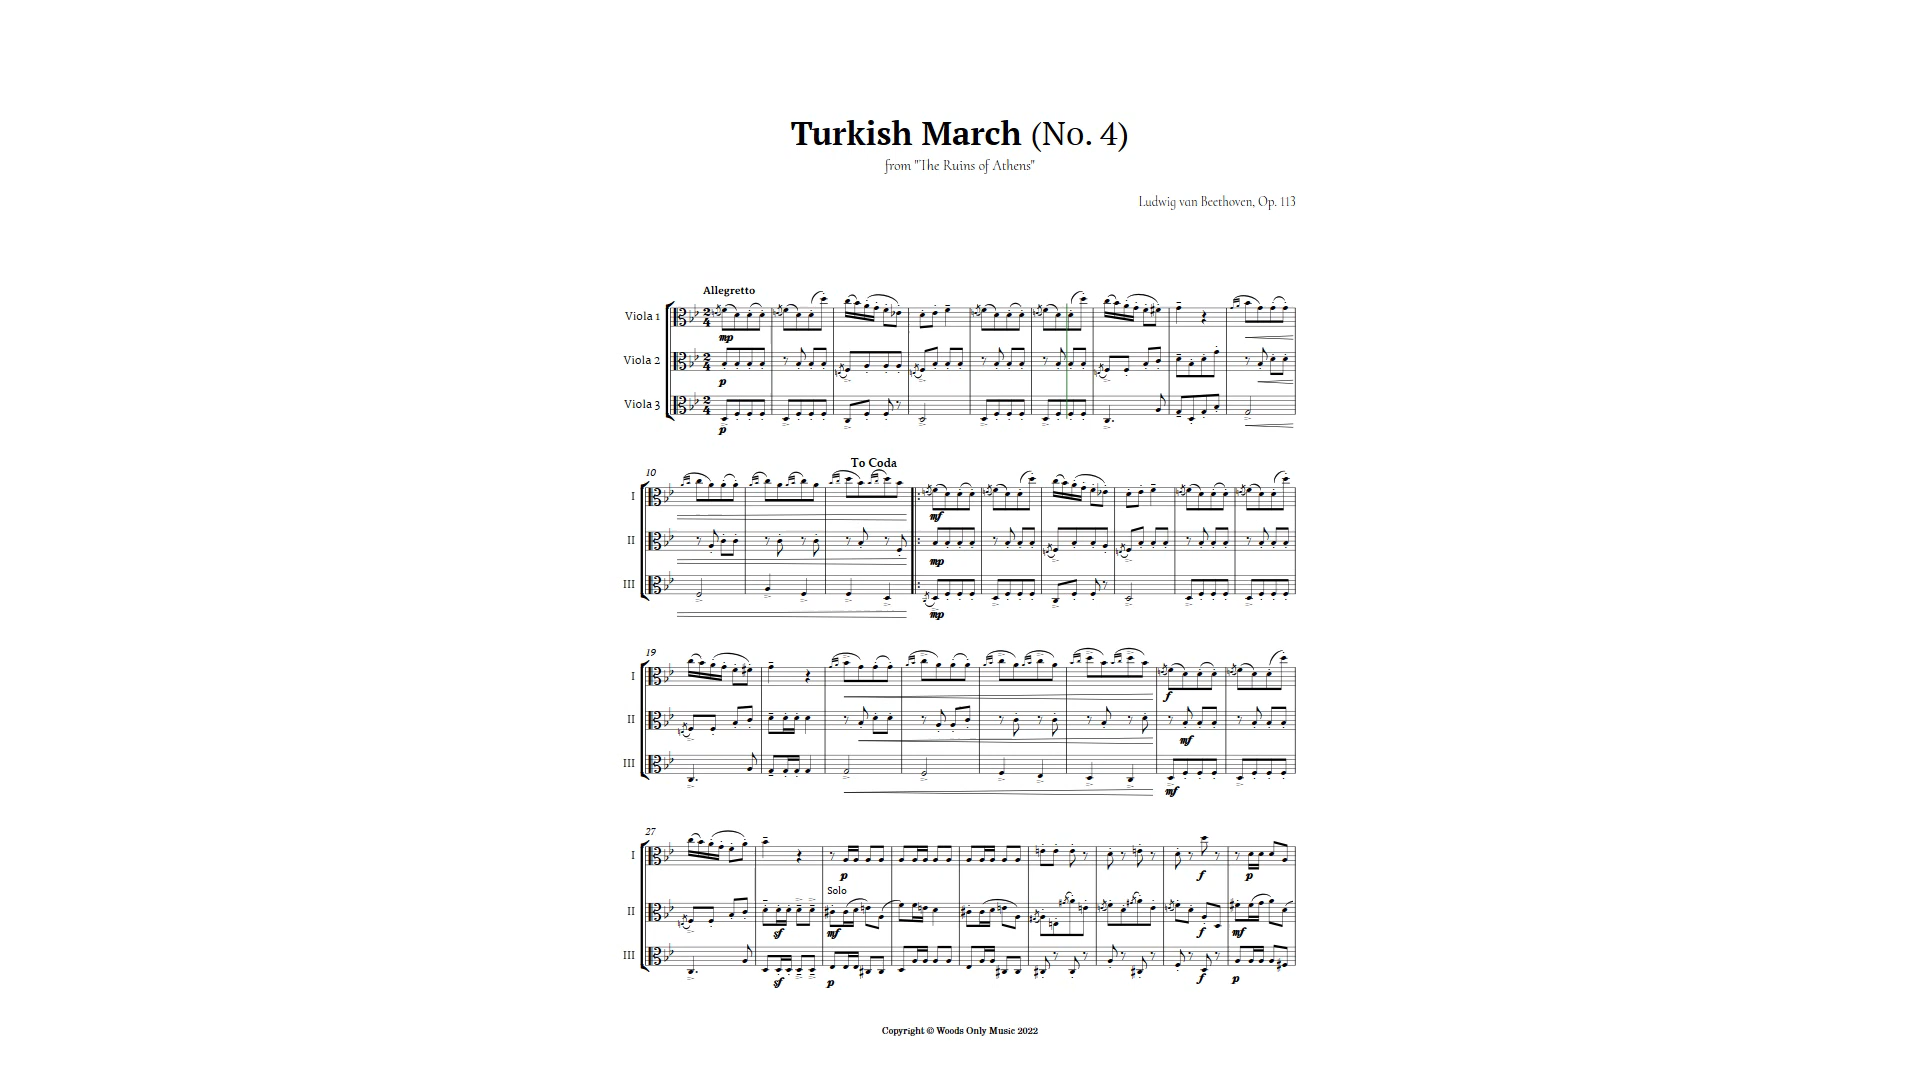 Turkish March (No. 4)
from "The Ruins of Athens"
Ludwig van Beethoven, Op. 113
Allegretto
Viola 1
mp
Viola 2
p
Viola 3
p
10
To Coda
I
mf
II
mp
III
mp
19
I
f
II
mf
III
mf
27
I
p f p
Solo
II
sf mf f mf
III
sf p f p
Copyright © Woods Only Music 2022